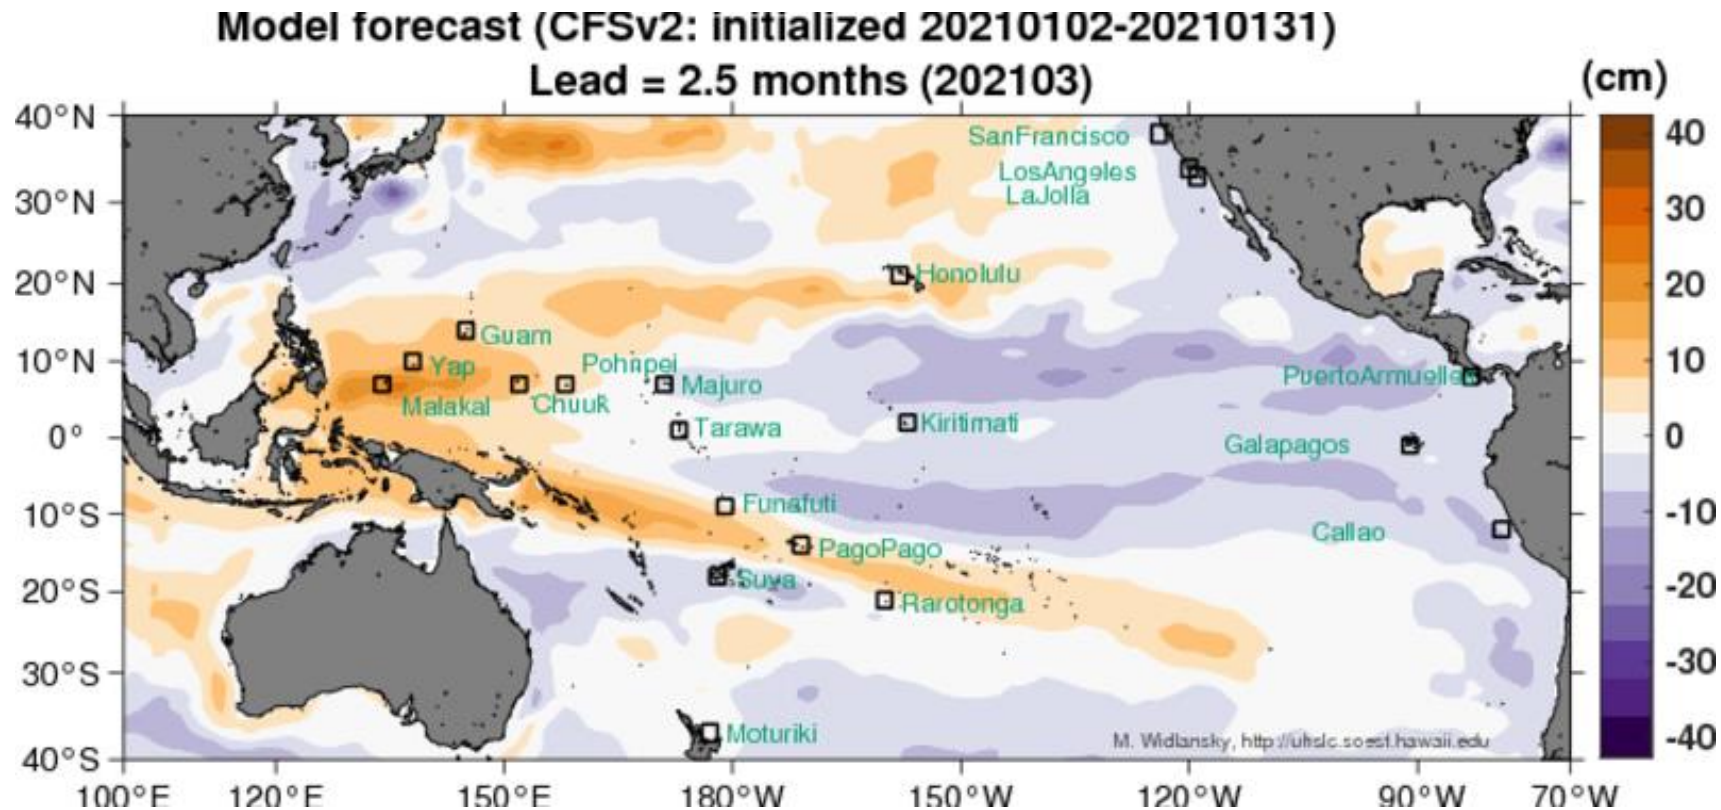 Model forecast (CFSv2: initialized 20210102-20210131)
Lead = 2.5 months (202103)
(cm)
40°N
30°N
20°N
10°N
0°
10°S
20°S
30°S
40°S
SanFrancisco
LosAngeles
LaJolla
Honolulu
Guam
Yap
Pohnpei
Malakal
Chuuk
Majuro
PuertoArmuelle
Tarawa
Kiritimati
Galapagos
Funafuti
Callao
PagoPago
Suva
Rarotonga
Moturiki
M. Widlansky, http://uhslc.soest.hawaii.edu
100°E 120°E 150°E 180°W 150°W 120°W 90°W 70°W
40
30
20
10
0
-10
-20
-30
-40